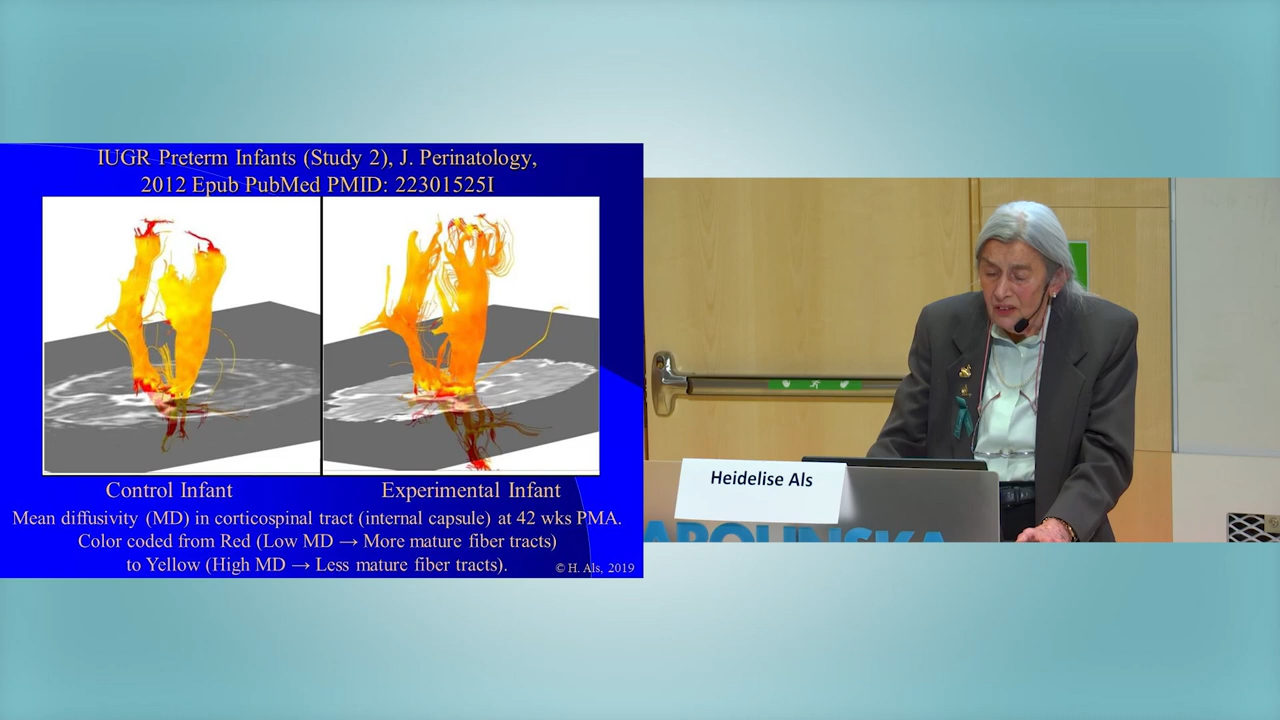 IUGR Preterm Infants (Study 2), J. Perinatology,
2012 Epub PubMed PMID: 22301525I
Control Infant
Experimental Infant
Mean diffusivity (MD) in corticospinal tract (internal capsule) at 42 wks PMA.
Color coded from Red (Low MD → More mature fiber tracts)
to Yellow (High MD → Less mature fiber tracts).
© H. Als, 2019
Heidelise Als